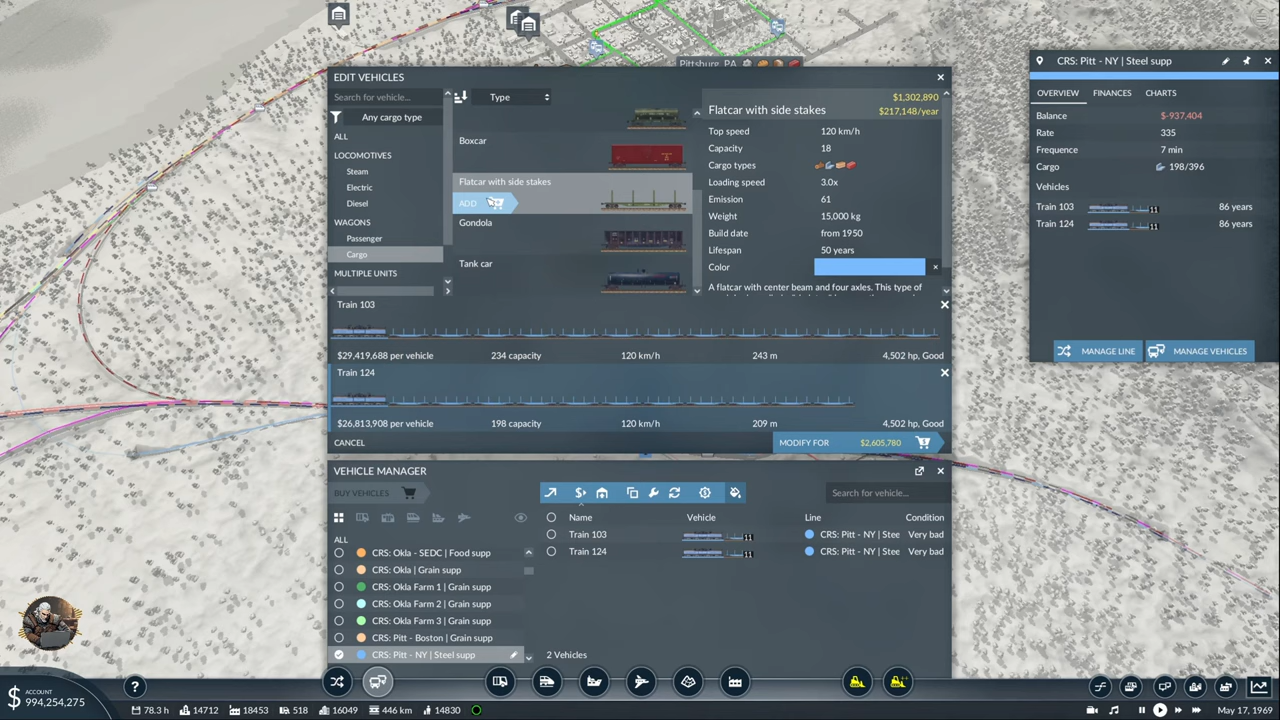 Pittsburg, PA
EDIT VEHICLES
Search for vehicle...
Type
Any cargo type
ALL
LOCOMOTIVES
Steam
Electric
Diesel
WAGONS
Passenger
Cargo
MULTIPLE UNITS
Boxcar
Flatcar with side stakes
ADD
Gondola
Tank car
$1,302,890
$217,148/year
Flatcar with side stakes
Top speed 120 km/h
Capacity 18
Cargo types
Loading speed 3.0x
Emission 61
Weight 15,000 kg
Build date from 1950
Lifespan 50 years
Color
A flatcar with center beam and four axles. This type of
Train 103
$29,419,688 per vehicle 234 capacity 120 km/h 243 m 4,502 hp, Good
Train 124
$26,813,908 per vehicle 198 capacity 120 km/h 209 m 4,502 hp, Good
CANCEL
MODIFY FOR $2,605,780
VEHICLE MANAGER
BUY VEHICLES
Search for vehicle...
ALL
CRS: Okla - SEDC | Food supp
CRS: Okla | Grain supp
CRS: Okla Farm 1 | Grain supp
CRS: Okla Farm 2 | Grain supp
CRS: Okla Farm 3 | Grain supp
CRS: Pitt - Boston | Grain supp
CRS: Pitt - NY | Steel supp
Name Vehicle Line Condition
Train 103 11 CRS: Pitt - NY | Stee Very bad
Train 124 11 CRS: Pitt - NY | Stee Very bad
2 Vehicles
CRS: Pitt - NY | Steel supp
OVERVIEW FINANCES CHARTS
Balance $-937,404
Rate 335
Frequency 7 min
Cargo 198/396
Vehicles
Train 103 11 86 years
Train 124 11 86 years
MANAGE LINE MANAGE VEHICLES
$ ACCOUNT
994,254,275
?
78.3 h 14712 18453 518 16049 446 km 14830
May 17, 1969